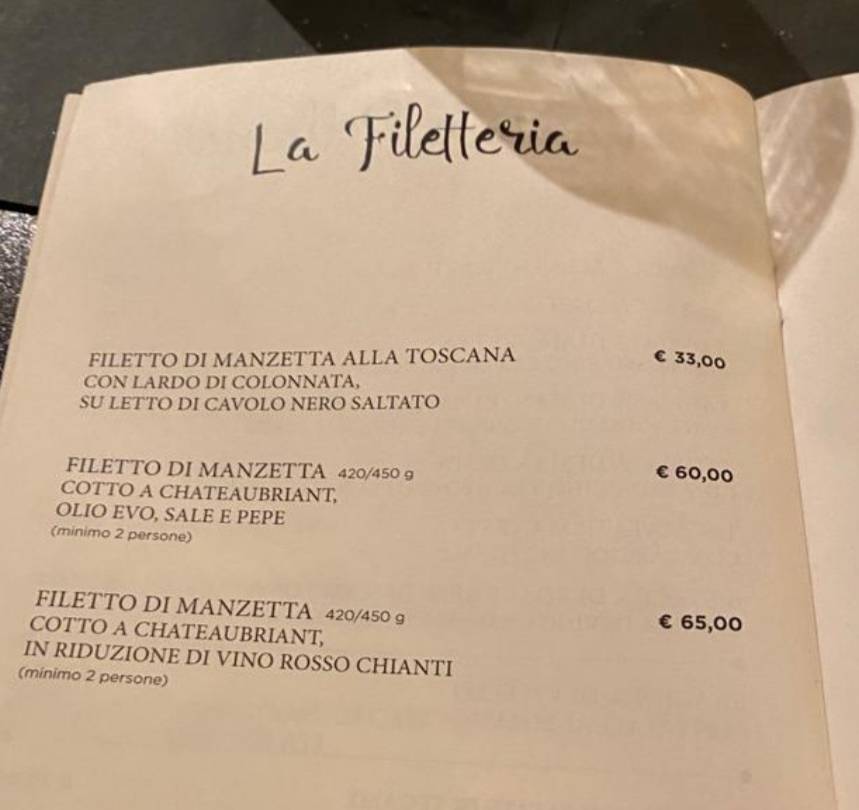 La Filetteria
FILETTO DI MANZETTA ALLA TOSCANA € 33,00
CON LARDO DI COLONNATA,
SU LETTO DI CAVOLO NERO SALTATO
FILETTO DI MANZETTA 420/450 g € 60,00
COTTO A CHATEAUBRIANT,
OLIO EVO, SALE E PEPE
(minimo 2 persone)
FILETTO DI MANZETTA 420/450 g € 65,00
COTTO A CHATEAUBRIANT,
IN RIDUZIONE DI VINO ROSSO CHIANTI
(minimo 2 persone)